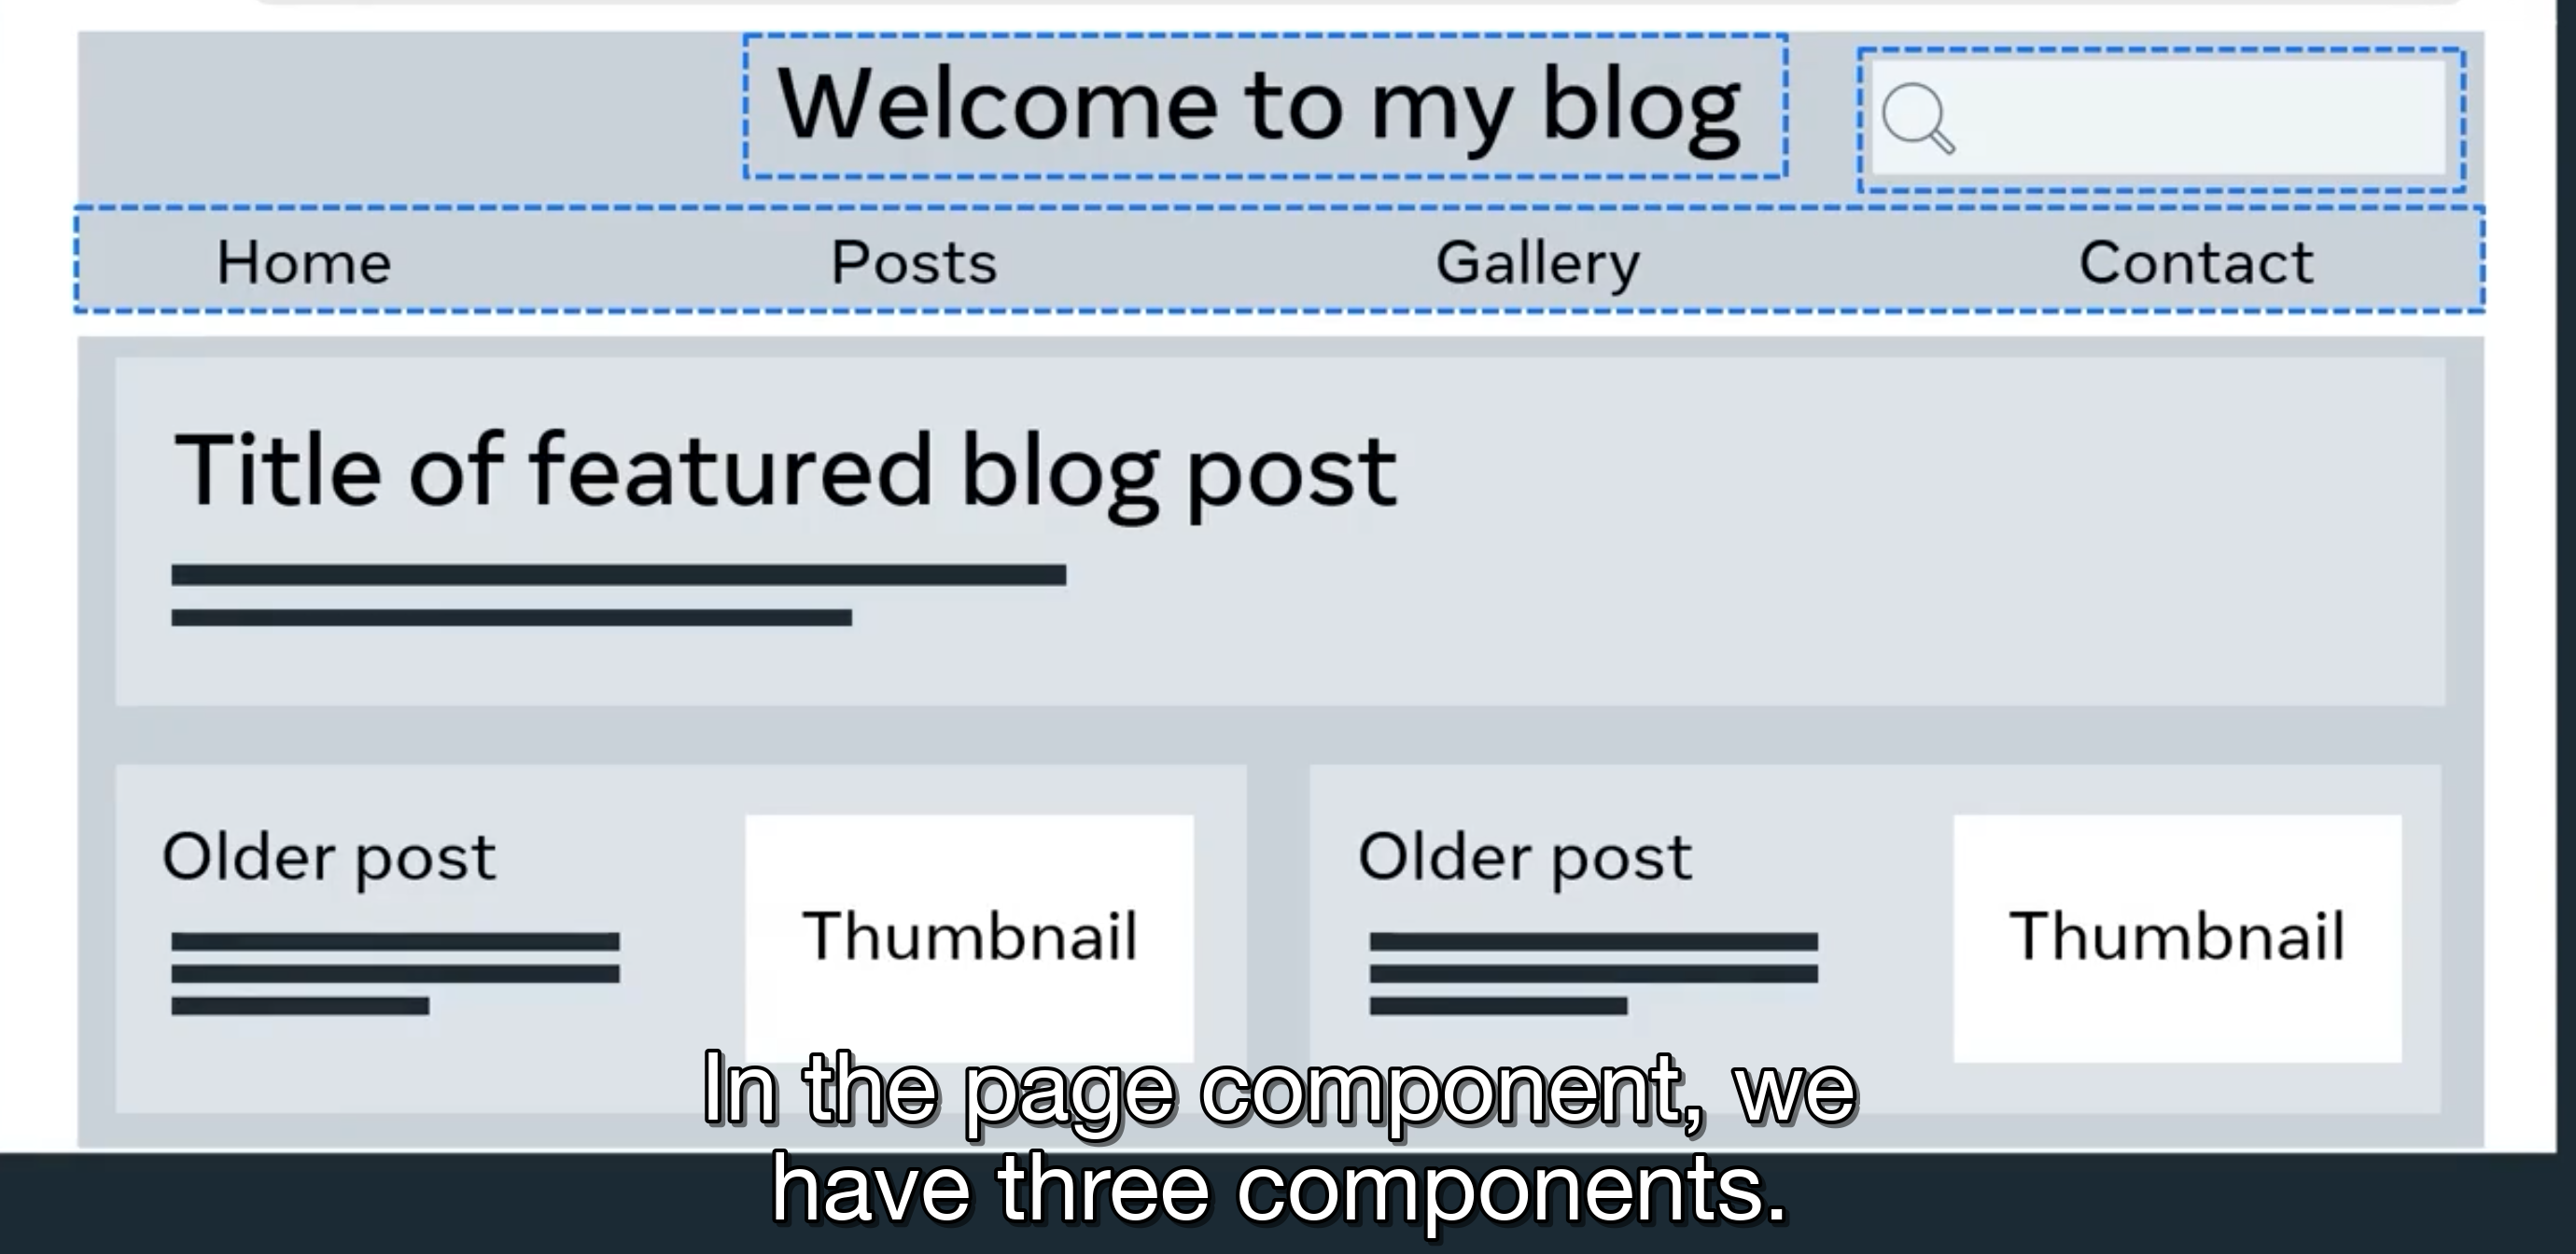 Welcome to my blog
Home Posts Gallery Contact
Title of featured blog post
Older post
Thumbnail
Older post
Thumbnail
In the page component, we
have three components.